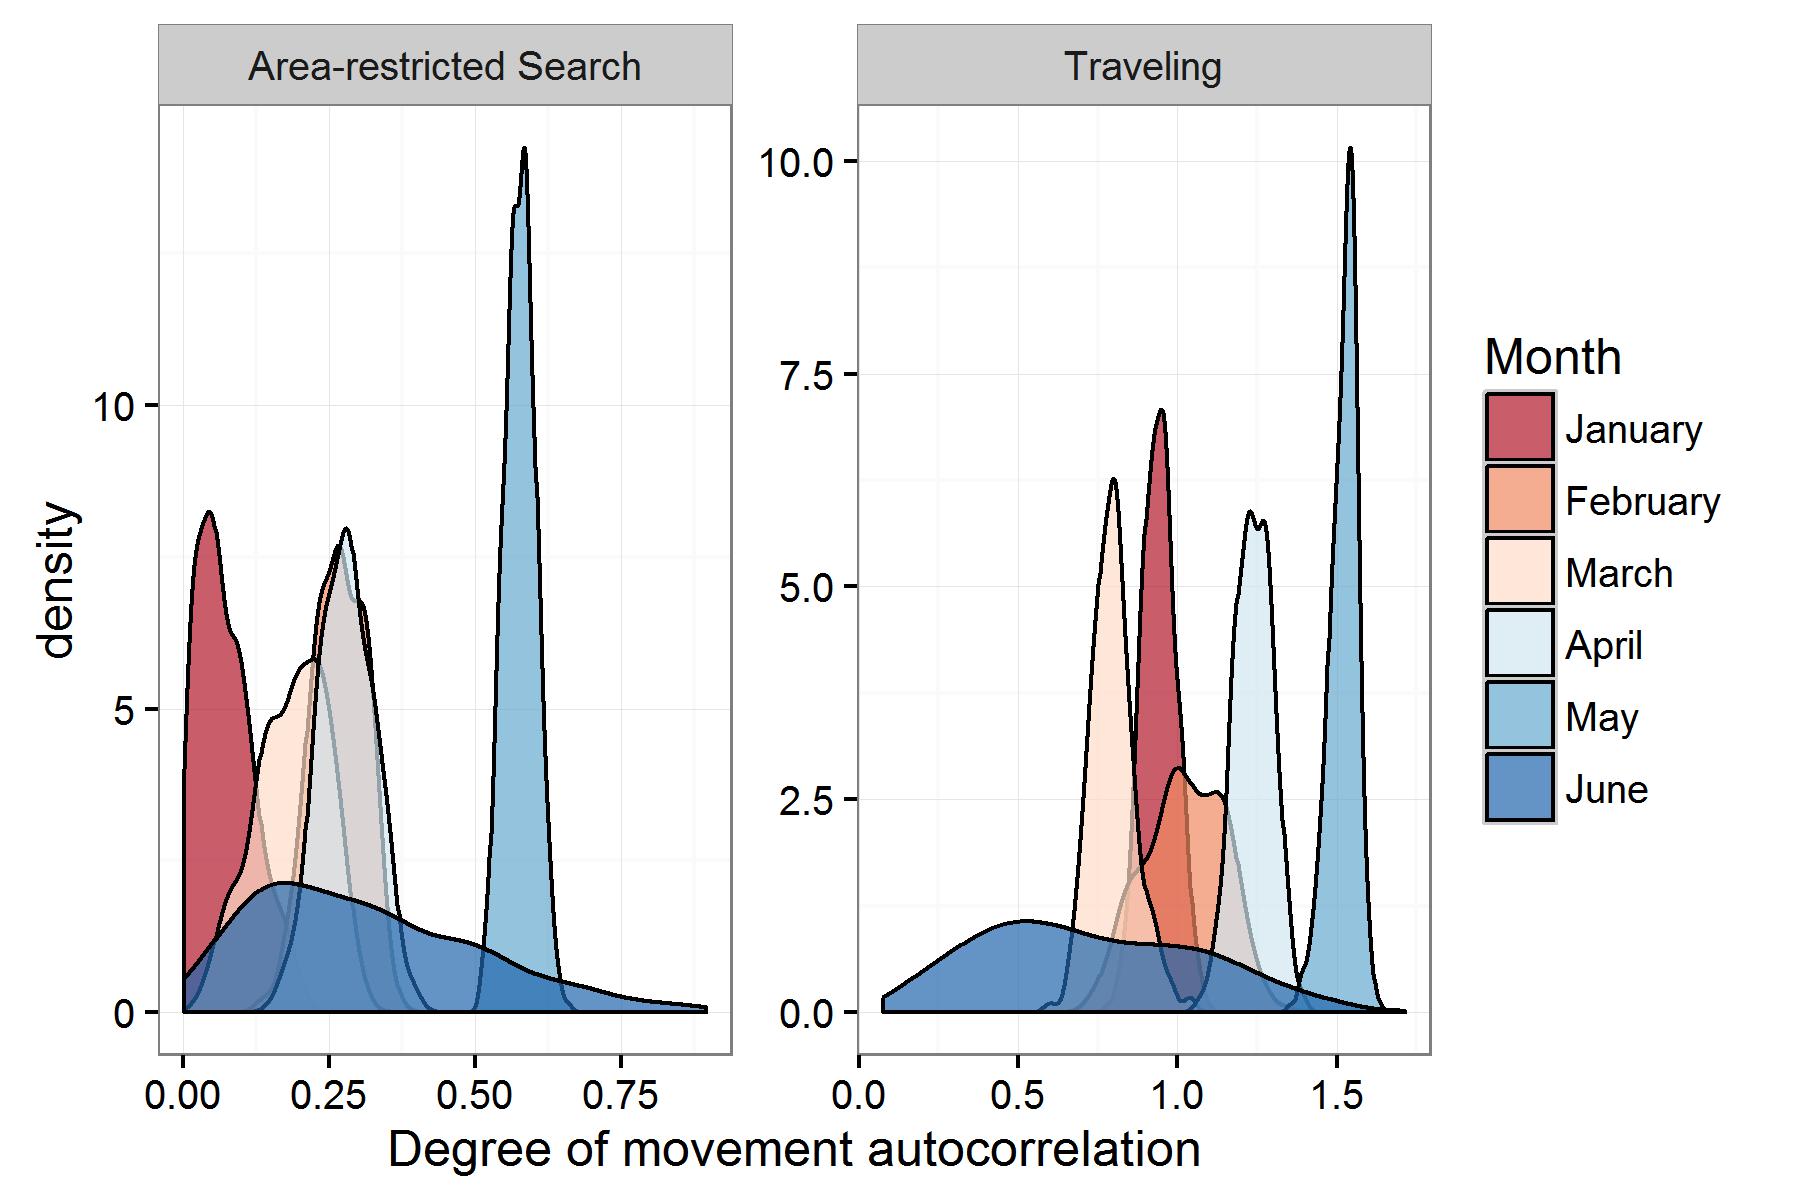 Area-restricted Search
Traveling
density
10
5
0
10.0
7.5
5.0
2.5
0.0
0.00 0.25 0.50 0.75
0.0 0.5 1.0 1.5
Degree of movement autocorrelation
Month
January
February
March
April
May
June